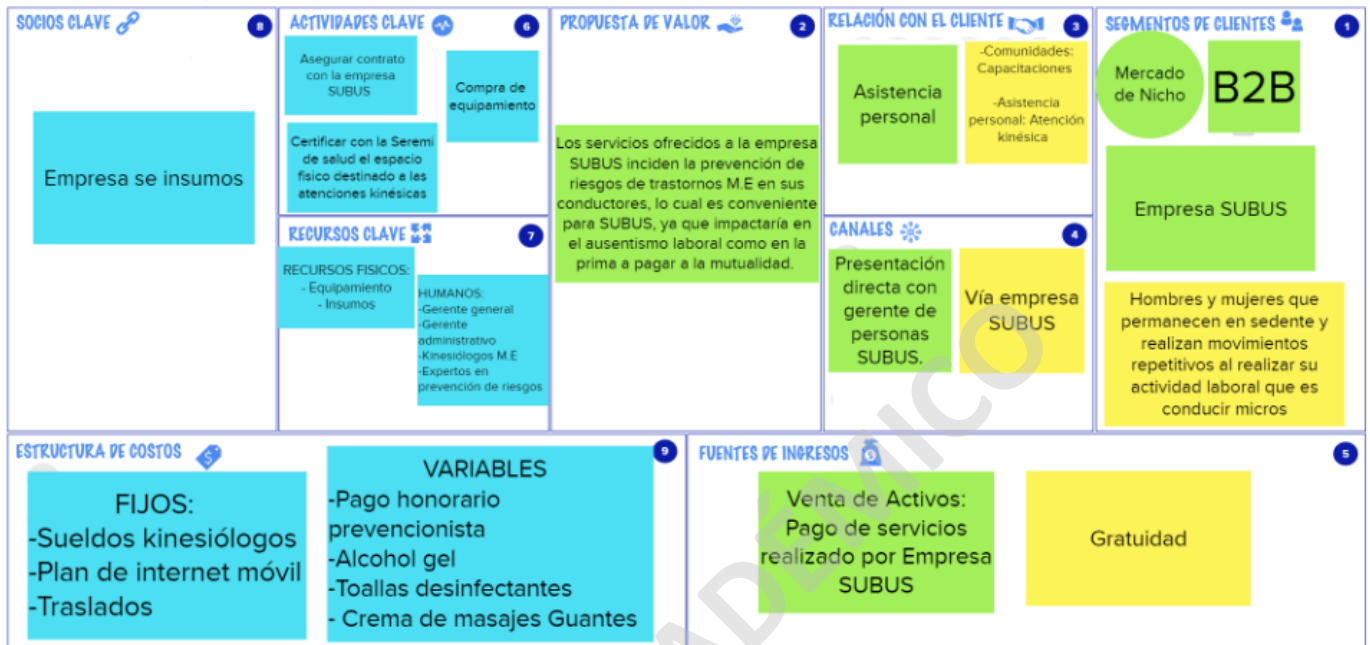 SOCIOS CLAVE
8
Empresa se insumos
ACTIVIDADES CLAVE
6
Asegurar contrato
con la empresa
SUBUS
Compra de
equipamiento
Certificar con la Seremi
de salud el espacio
fisico destinado a las
atenciones kinésicas
RECURSOS CLAVE
7
RECURSOS FISICOS:
- Equipamiento
- Insumos
HUMANOS:
-Gerente general
-Gerente
administrativo
-Kinesiólogos M.E
-Expertos en
prevención de riesgos
PROPUESTA DE VALOR
2
Los servicios ofrecidos a la empresa
SUBUS inciden la prevención de
riesgos de trastornos M.E en sus
conductores, lo cual es conveniente
para SUBUS, ya que impactaría en
el ausentismo laboral como en la
prima a pagar a la mutualidad.
RELACIÓN CON EL CLIENTE
3
Asistencia
personal
-Comunidades:
Capacitaciones
-Asistencia
personal: Atención
kinésica
CANALES
4
Presentación
directa con
gerente de
personas
SUBUS.
Vía empresa
SUBUS
SEGMENTOS DE CLIENTES
1
Mercado
de Nicho
B2B
Empresa SUBUS
Hombres y mujeres que
permanecen en sedente y
realizan movimientos
repetitivos al realizar su
actividad laboral que es
conducir micros
ESTRUCTURA DE COSTOS
9
FIJOS:
-Sueldos kinesiólogos
-Plan de internet móvil
-Traslados
VARIABLES
-Pago honorario
prevencionista
-Alcohol gel
-Toallas desinfectantes
- Crema de masajes Guantes
FUENTES DE INGRESOS
5
Venta de Activos:
Pago de servicios
realizado por Empresa
SUBUS
Gratuidad